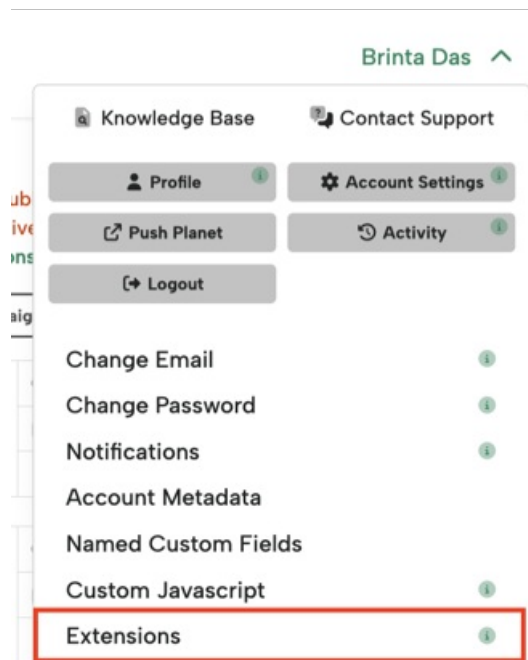 Brinta Das
Knowledge Base Contact Support
Profile Account Settings
Push Planet Activity
Logout
Change Email
Change Password
Notifications
Account Metadata
Named Custom Fields
Custom Javascript
Extensions